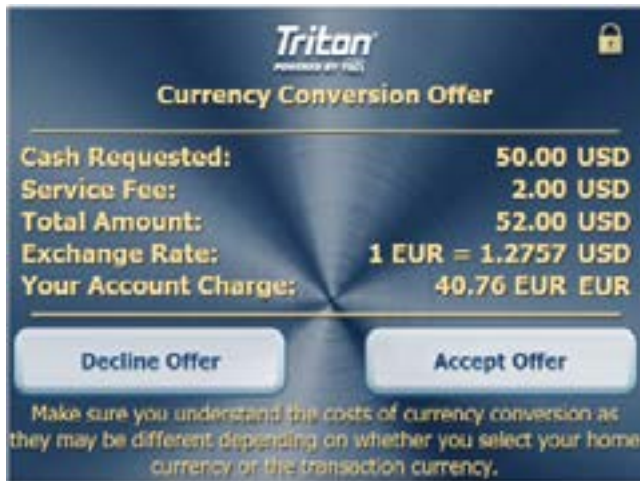 Triton
POWERED BY
Currency Conversion Offer
Cash Requested: 50.00 USD
Service Fee: 2.00 USD
Total Amount: 52.00 USD
Exchange Rate: 1 EUR = 1.2757 USD
Your Account Charge: 40.76 EUR EUR
Decline Offer Accept Offer
Make sure you understand the costs of currency conversion as
they may be different depending on whether you select your home
currency or the transaction currency.